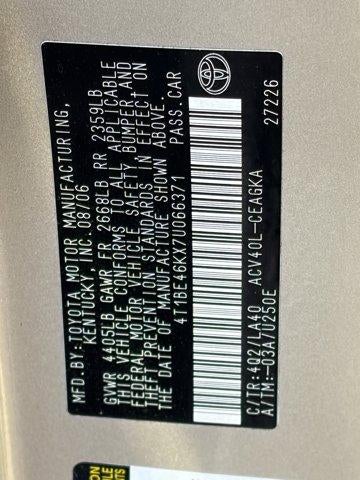 MFD.BY:TOYOTA MOTOR MANUFACTURING,
KENTUCKY, INC. 08/06
GVWR 4405LB GAWR FR 2668LB RR 2359LB
THIS VEHICLE CONFORMS TO ALL APPLICABLE
FEDERAL MOTOR VEHICLE SAFETY, BUMPER, AND
THEFT PREVENTION STANDARDS IN EFFECT ON
THE DATE OF MANUFACTURE SHOWN ABOVE.
4T1BE46KX7U066371 PASS.CAR
C/TR:4Q2/LA40 ACV40L-CEAGKA
A/TM:-03A/U250E 27226